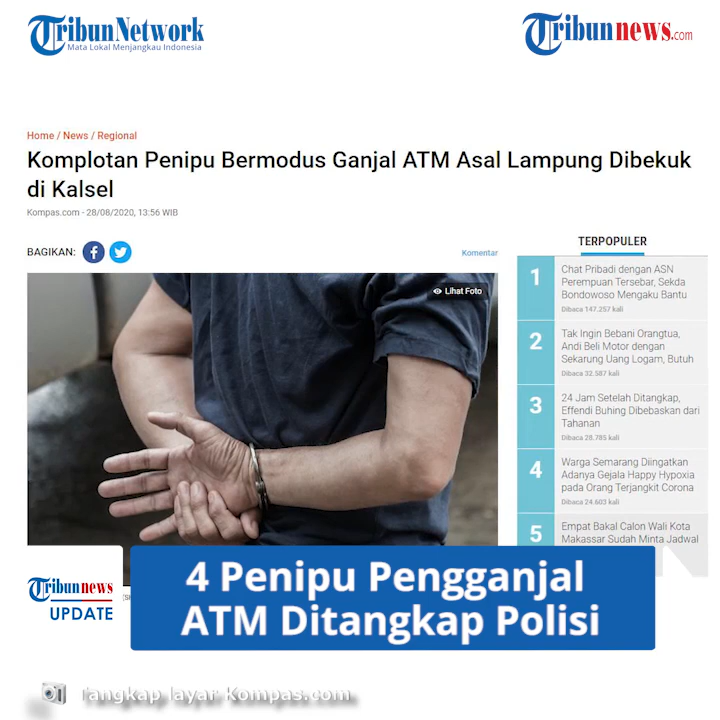 TribunNetwork
Mata Lokal Menjangkau Indonesia
Tribunnews.com
Home / News / Regional
Komplotan Penipu Bermodus Ganjal ATM Asal Lampung Dibekuk
di Kalsel
Kompas.com - 28/08/2020, 13:56 WIB
BAGIKAN:
Komentar
Lihat Foto
TERPOPULER
1
Chat Pribadi dengan ASN
Perempuan Tersebar, Sekda
Bondowoso Mengaku Bantu
Dibaca 147.257 kali
2
Tak Ingin Bebani Orangtua,
Andi Beli Motor dengan
Sekarung Uang Logam, Butuh
Dibaca 32.587 kali
3
24 Jam Setelah Ditangkap,
Effendi Buhing Dibebaskan dari
Tahanan
Dibaca 28.785 kali
4
Warga Semarang Diingatkan
Adanya Gejala Happy Hypoxia
pada Orang Terjangkit Corona
Dibaca 24.603 kali
5
Empat Bakal Calon Wali Kota
Makassar Sudah Minta Jadwal
Tribunnews
UPDATE
4 Penipu Pengganjal
ATM Ditangkap Polisi
Tangkap layar Kompas.com